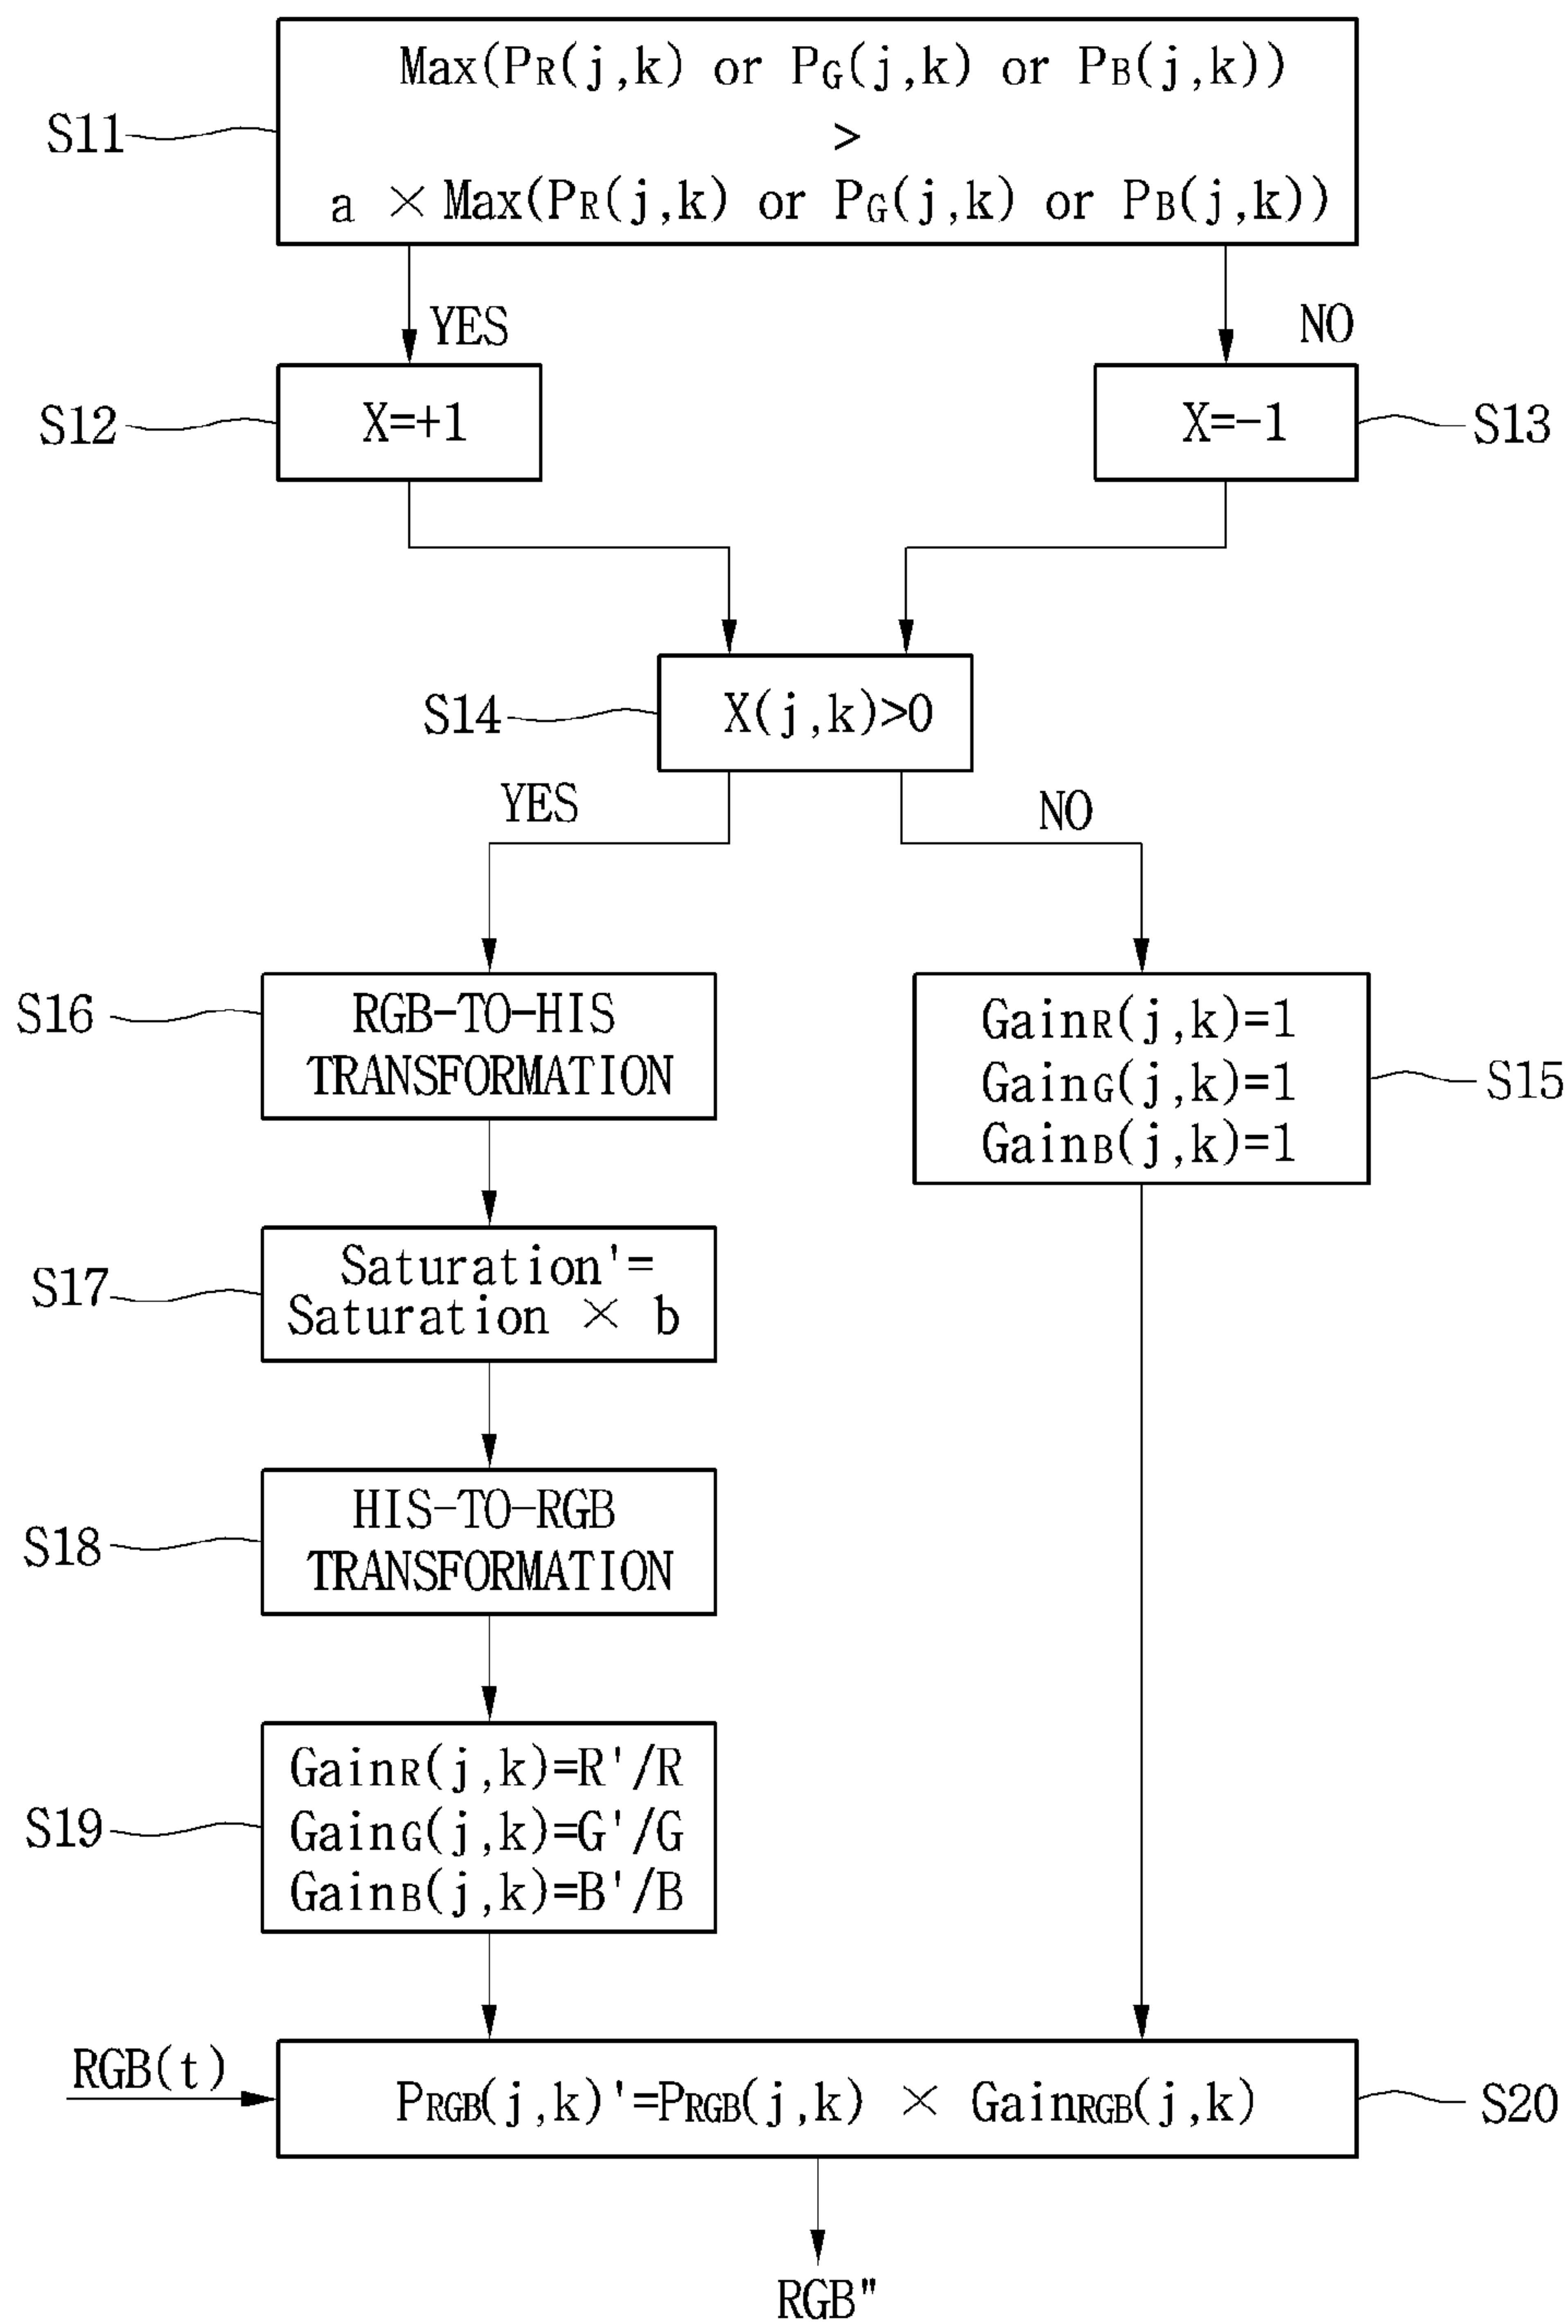 Max(PR(j,k) or PG(j,k) or PB(j,k))
S11
>
a × Max(PR(j,k) or PG(j,k) or PB(j,k))
YES
NO
S12
X=+1
X=-1
S13
S14
X(j,k)>0
YES
NO
S16
RGB-TO-HIS
TRANSFORMATION
GainR(j,k)=1
GainG(j,k)=1
GainB(j,k)=1
S15
S17
Saturation'=
Saturation × b
S18
HIS-TO-RGB
TRANSFORMATION
S19
GainR(j,k)=R'/R
GainG(j,k)=G'/G
GainB(j,k)=B'/B
RGB(t)
PRGB(j,k)'=PRGB(j,k) × GainRGB(j,k)
S20
RGB"